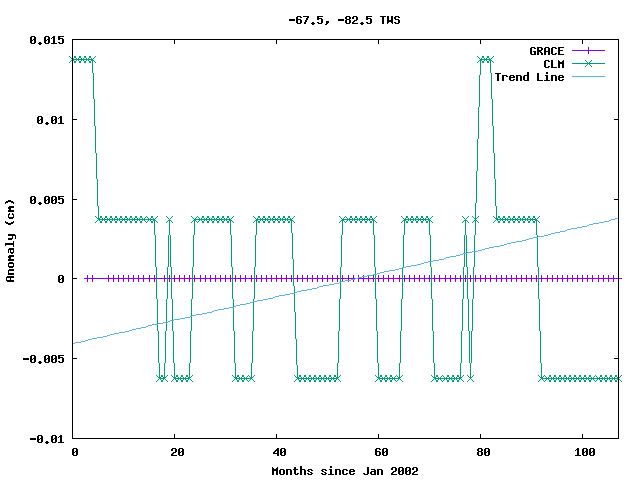 -67.5, -82.5 TWS
0.015
0.01
0.005
0
-0.005
-0.01
Anomaly (cm)
GRACE
CLM
Trend Line
0 20 40 60 80 100
Months since Jan 2002